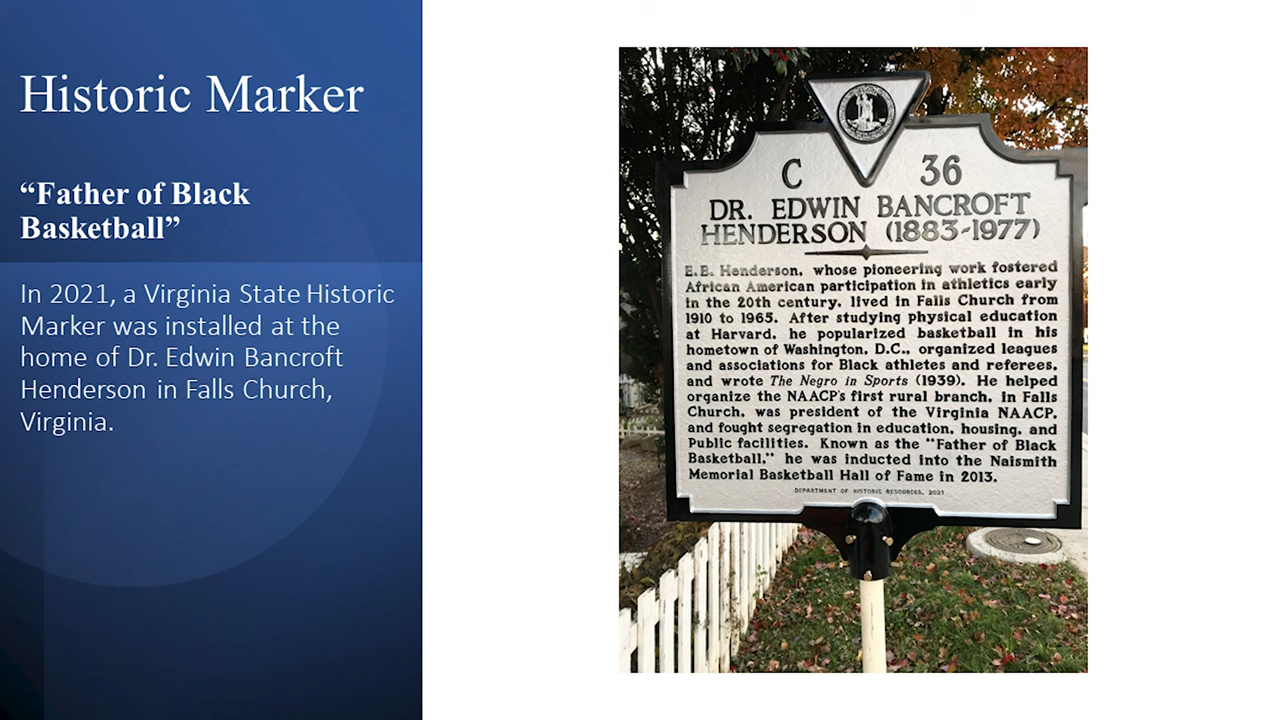 Historic Marker
“Father of Black
Basketball”
In 2021, a Virginia State Historic
Marker was installed at the
home of Dr. Edwin Bancroft
Henderson in Falls Church,
Virginia.
C 36
DR. EDWIN BANCROFT
HENDERSON (1883-1977)
E.B. Henderson, whose pioneering work fostered
African American participation in athletics early
in the 20th century, lived in Falls Church from
1910 to 1965. After studying physical education
at Harvard, he popularized basketball in his
hometown of Washington, D.C., organized leagues
and associations for Black athletes and referees,
and wrote The Negro in Sports (1939). He helped
organize the NAACP's first rural branch, in Falls
Church, was president of the Virginia NAACP,
and fought segregation in education, housing, and
Public facilities. Known as the “Father of Black
Basketball,” he was inducted into the Naismith
Memorial Basketball Hall of Fame in 2013.
DEPARTMENT OF HISTORIC RESOURCES, 2021